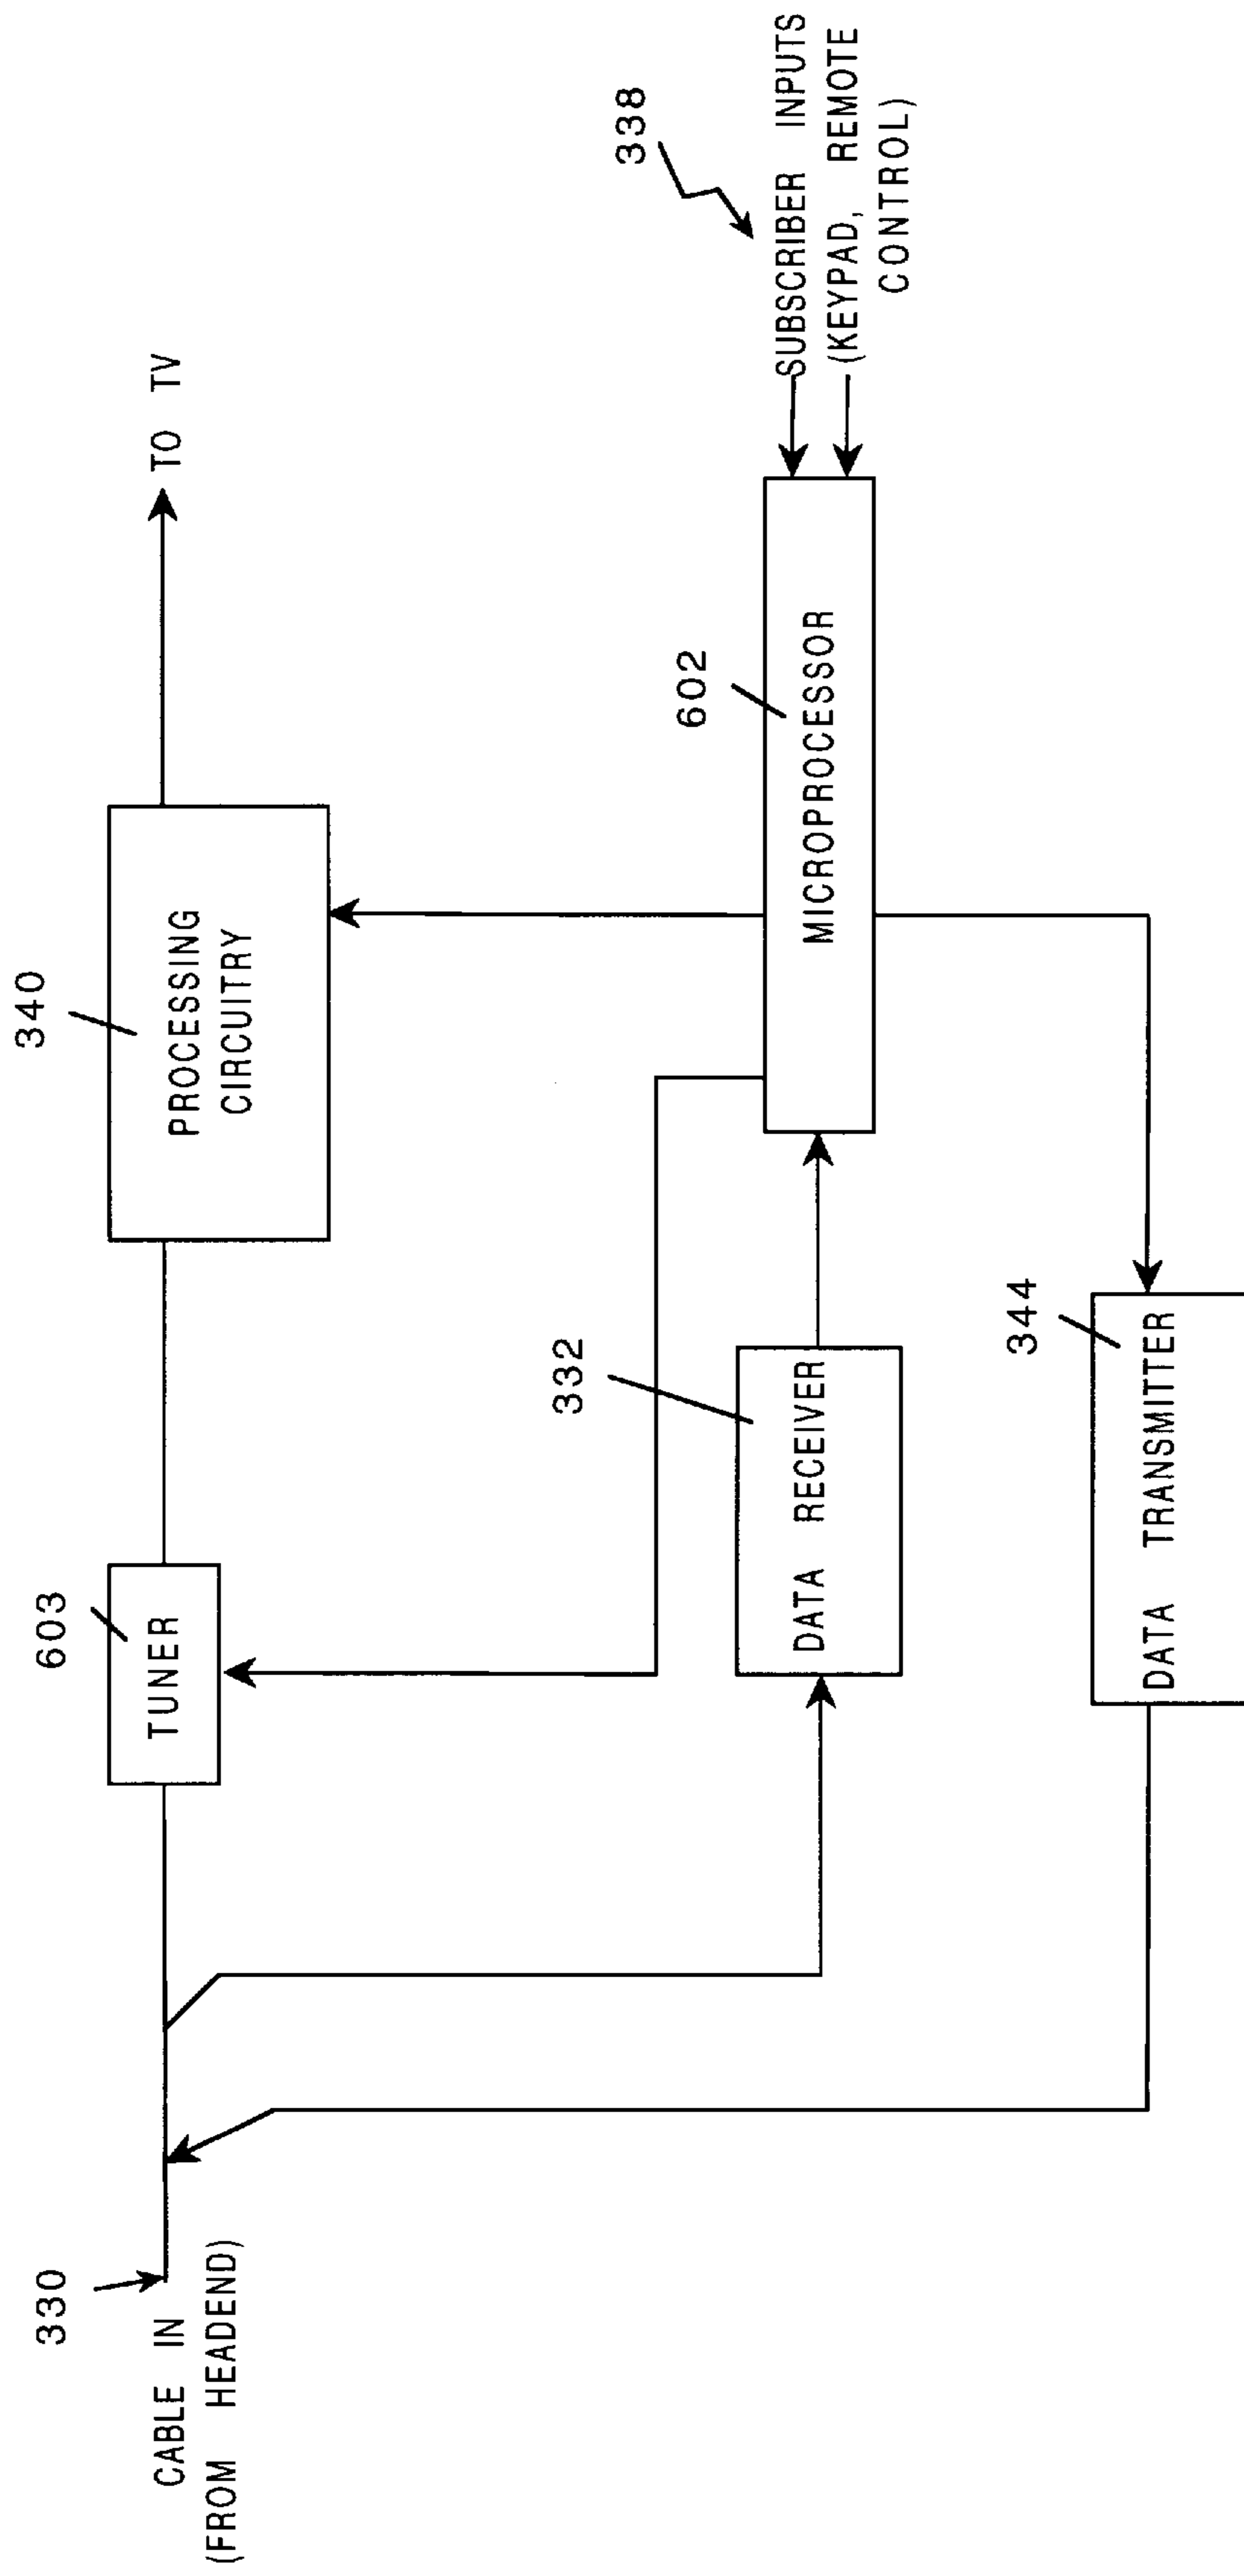 330
CABLE IN
(FROM HEADEND)
603
TUNER
340
PROCESSING
CIRCUITRY
TO TV
332
DATA RECEIVER
602
MICROPROCESSOR
338
SUBSCRIBER INPUTS
(KEYPAD, REMOTE
CONTROL)
344
DATA TRANSMITTER